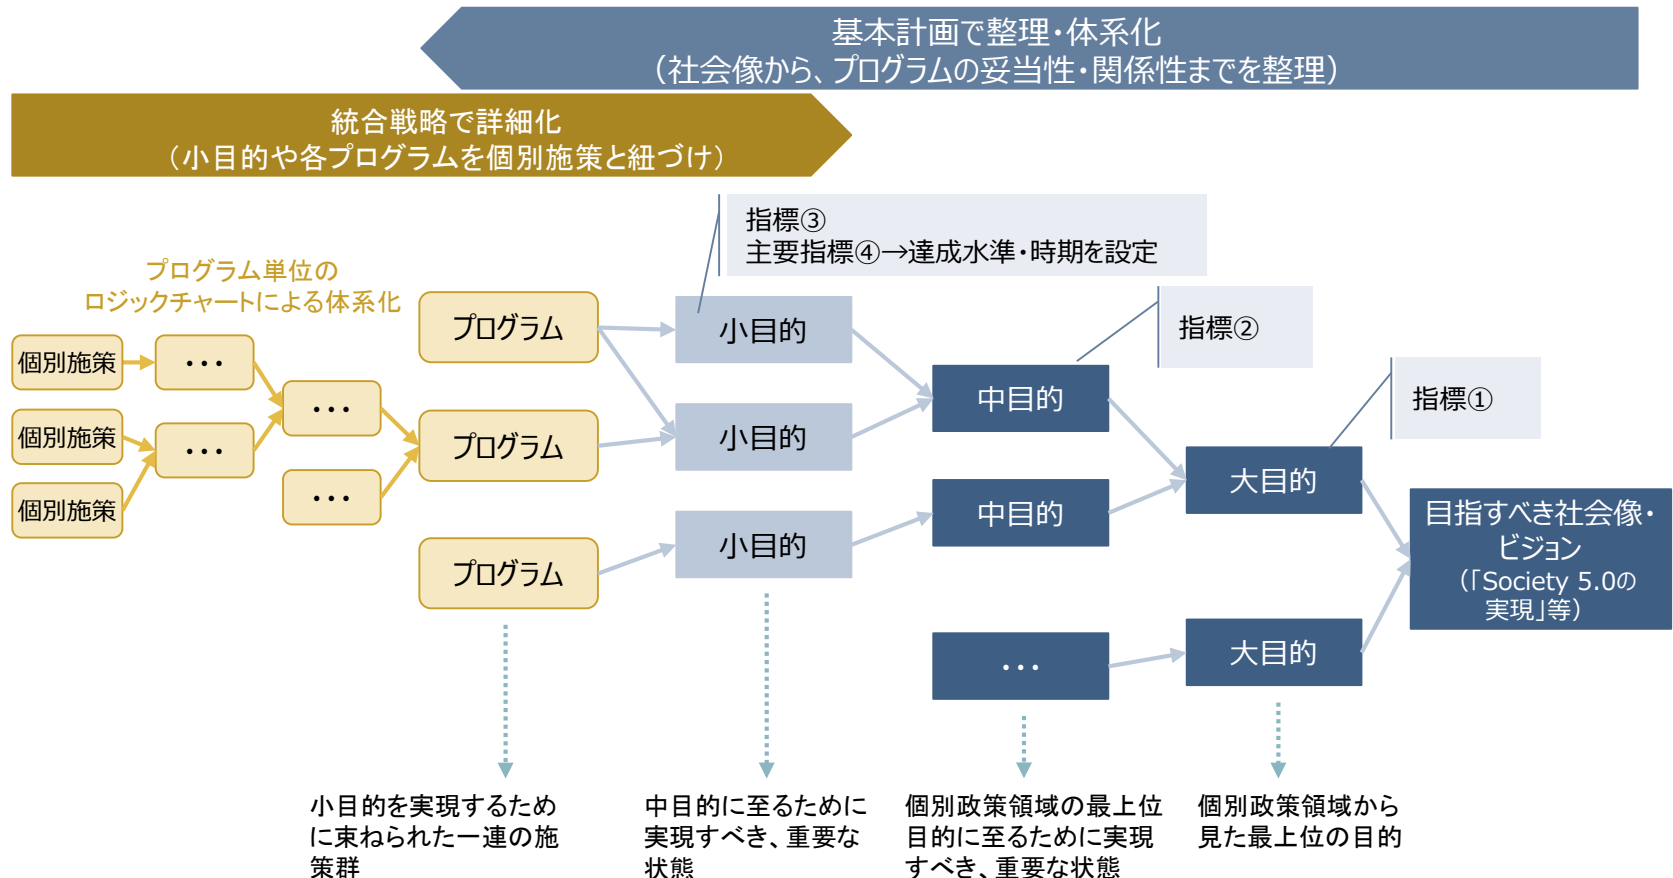 基本計画で整理・体系化
（社会像から、プログラムの妥当性・関係性までを整理）
統合戦略で詳細化
（小目的や各プログラムを個別施策と紐づけ）
指標③
主要指標④→達成水準・時期を設定
プログラム単位の
ロジックチャートによる体系化
指標②
指標①
個別施策
個別施策
個別施策
・・・
・・・
・・・
・・・
プログラム
プログラム
プログラム
小目的
小目的
小目的
中目的
中目的
・・・
大目的
大目的
目指すべき社会像・
ビジョン
（「Society 5.0の
実現」等）
小目的を実現するため
に束ねられた一連の施
策群
中目的に至るために
実現すべき、重要な
状態
個別政策領域の最上位
目的に至るために実現
すべき、重要な状態
個別政策領域から
見た最上位の目的